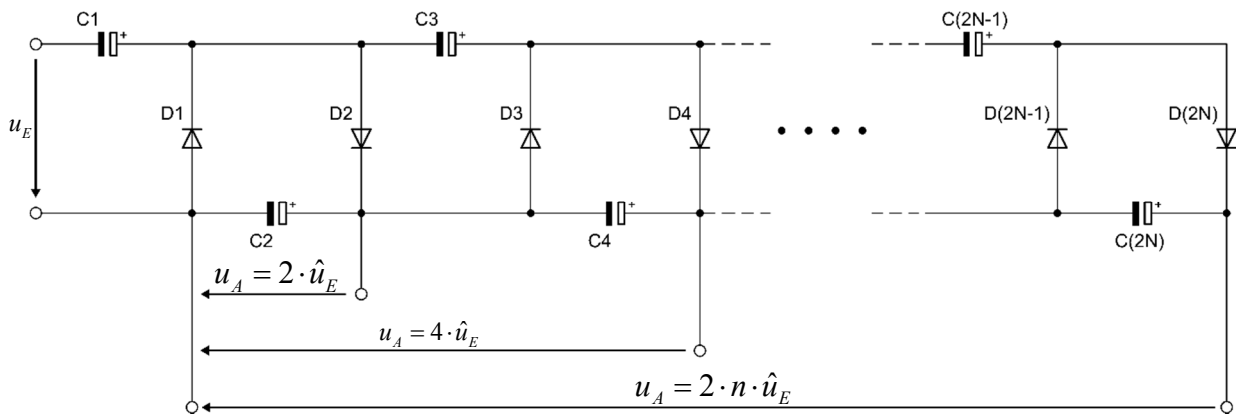 C1 C3 C(2N-1)
+ + +
D1 D2 D3 D4 D(2N-1) D(2N)
u_E
+ + +
C2 C4 C(2N)
u_A = 2 · û_E
u_A = 4 · û_E
u_A = 2 · n · û_E